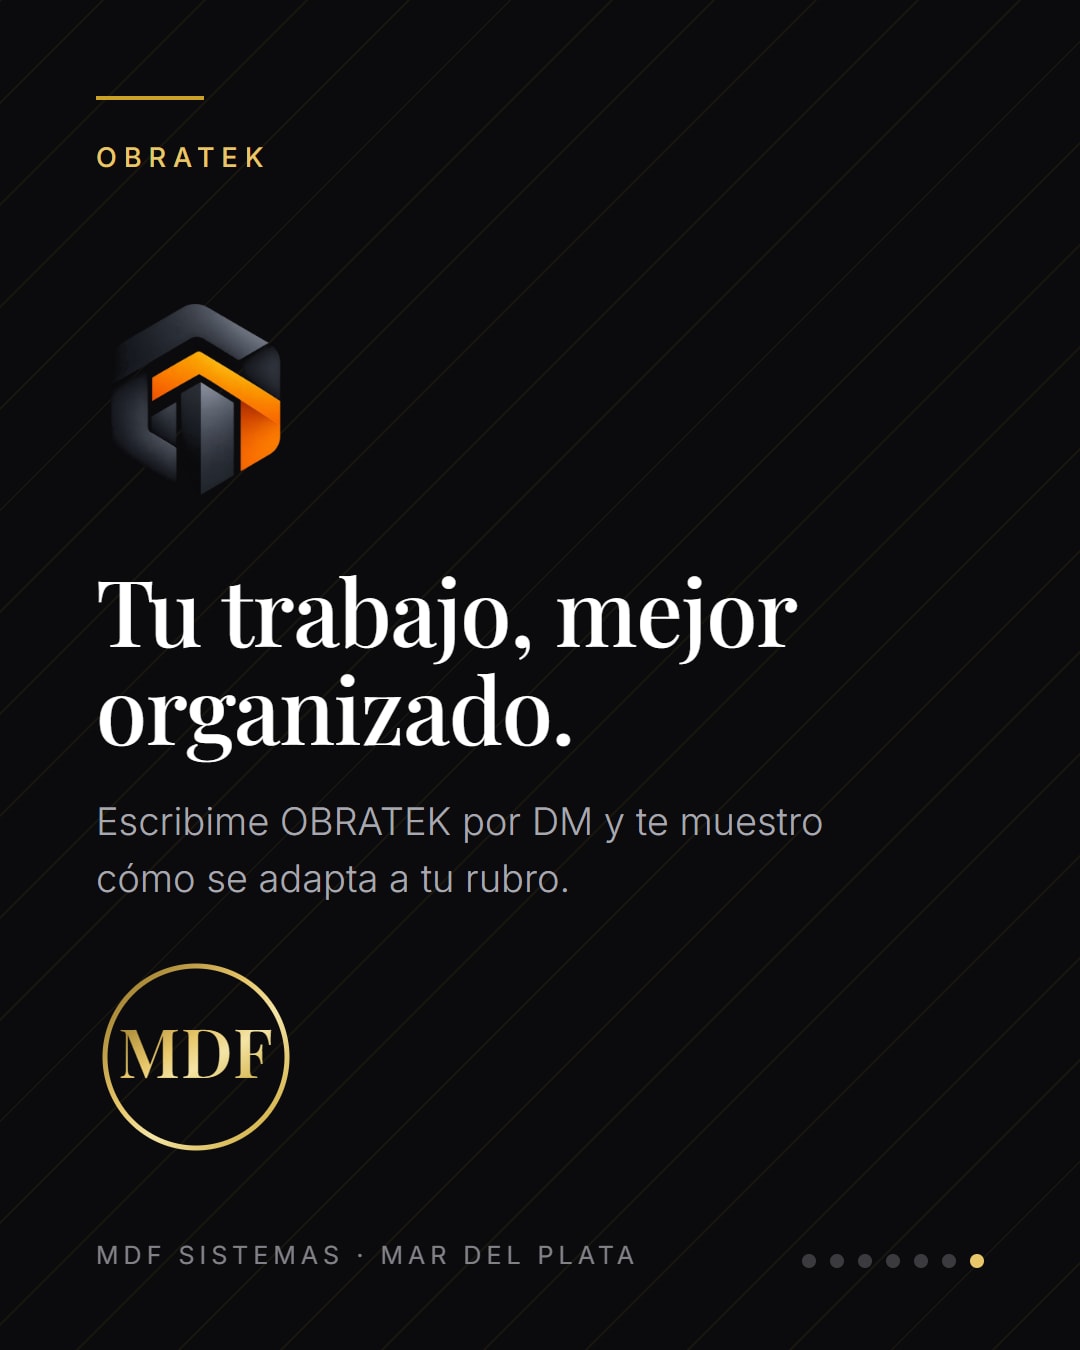 OBRATEK
Tu trabajo, mejor
organizado.
Escribime OBRATEK por DM y te muestro
cómo se adapta a tu rubro.
MDF
MDF SISTEMAS · MAR DEL PLATA